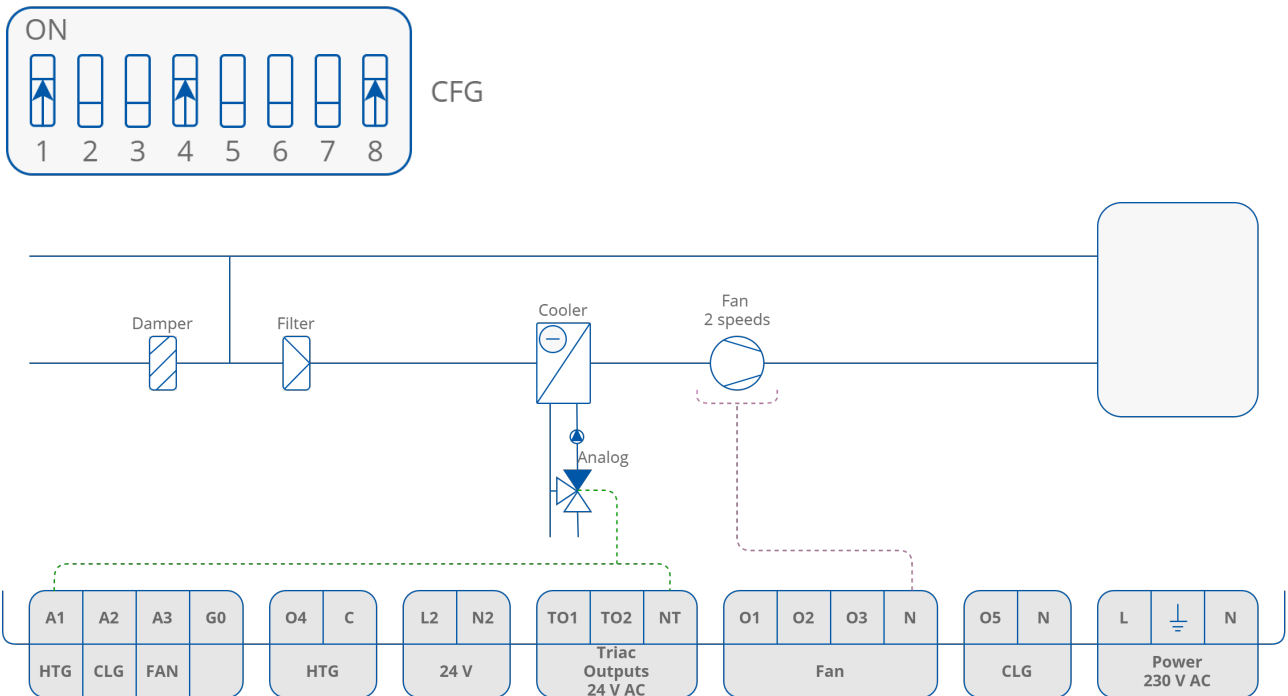 ON
1 2 3 4 5 6 7 8
CFG
Damper
Filter
Cooler
Fan
2 speeds
Analog
A1 A2 A3 G0
HTG CLG FAN
O4 C
HTG
L2 N2
24 V
TO1 TO2 NT
Triac
Outputs
24 V AC
O1 O2 O3 N
Fan
O5 N
CLG
L N
Power
230 V AC